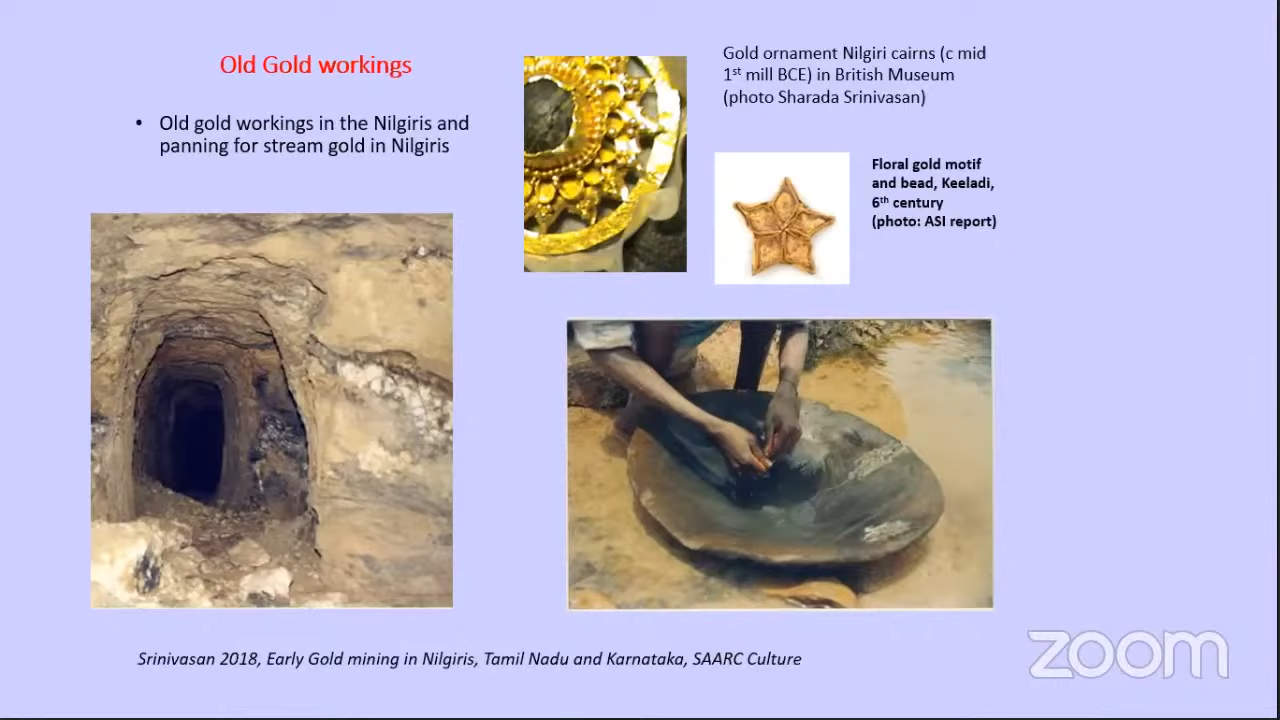 Old Gold workings
• Old gold workings in the Nilgiris and
panning for stream gold in Nilgiris
Gold ornament Nilgiri cairns (c mid
1st mill BCE) in British Museum
(photo Sharada Srinivasan)
Floral gold motif
and bead, Keeladi,
6th century
(photo: ASI report)
Srinivasan 2018, Early Gold mining in Nilgiris, Tamil Nadu and Karnataka, SAARC Culture
zoom